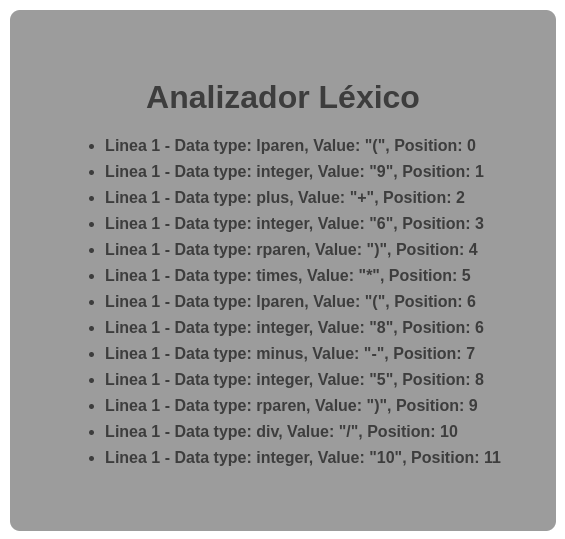 Analizador Léxico
• Linea 1 - Data type: lparen, Value: "(", Position: 0
• Linea 1 - Data type: integer, Value: "9", Position: 1
• Linea 1 - Data type: plus, Value: "+", Position: 2
• Linea 1 - Data type: integer, Value: "6", Position: 3
• Linea 1 - Data type: rparen, Value: ")", Position: 4
• Linea 1 - Data type: times, Value: "*", Position: 5
• Linea 1 - Data type: lparen, Value: "(", Position: 6
• Linea 1 - Data type: integer, Value: "8", Position: 6
• Linea 1 - Data type: minus, Value: "-", Position: 7
• Linea 1 - Data type: integer, Value: "5", Position: 8
• Linea 1 - Data type: rparen, Value: ")", Position: 9
• Linea 1 - Data type: div, Value: "/", Position: 10
• Linea 1 - Data type: integer, Value: "10", Position: 11